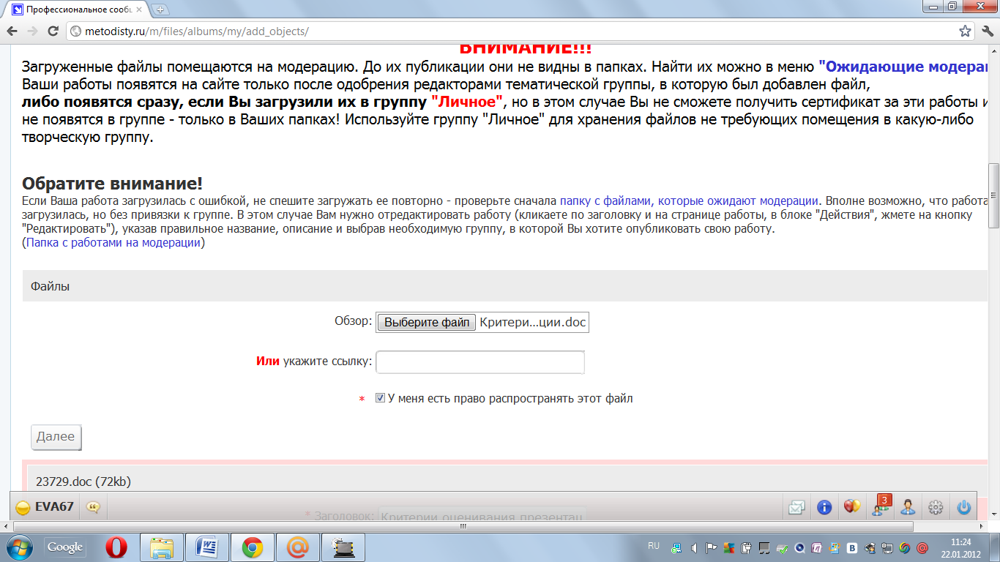 Профессиональное сообщ
metodisty.ru/m/files/albums/my/add_objects/
ВНИМАНИЕ!!!
Загруженные файлы помещаются на модерацию. До их публикации они не видны в папках. Найти их можно в меню "Ожидающие модера
Ваши работы появятся на сайте только после одобрения редакторами тематической группы, в которую был добавлен файл,
либо появятся сразу, если Вы загрузили их в группу "Личное", но в этом случае Вы не сможете получить сертификат за эти работы и
не появятся в группе - только в Ваших папках! Используйте группу "Личное" для хранения файлов не требующих помещения в какую-либо
творческую группу.
Обратите внимание!
Если Ваша работа загрузилась с ошибкой, не спешите загружать ее повторно - проверьте сначала папку с файлами, которые ожидают модерации. Вполне возможно, что работа
загрузилась, но без привязки к группе. В этом случае Вам нужно отредактировать работу (кликаете по заголовку и на странице работы, в блоке "Действия", жмете на кнопку
"Редактировать"), указав правильное название, описание и выбрав необходимую группу, в которой Вы хотите опубликовать свою работу.
(Папка с работами на модерации)
Файлы
Обзор: Выберите файл Критери...ции.doc
Или укажите ссылку:
* У меня есть право распространять этот файл
Далее
23729.doc (72kb)
EVA67
3
* Заголовок: Критерии оценивания презентац
Google
RU
11:24
22.01.2012